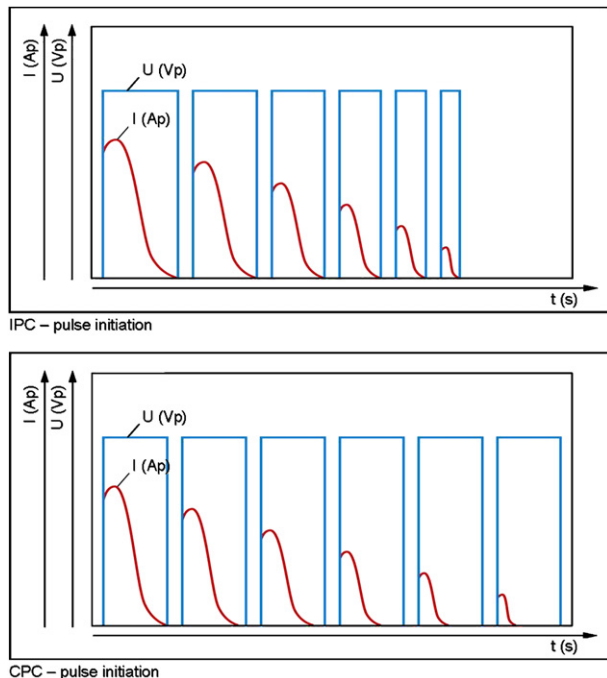 I (Ap)
U (Vp)
U (Vp)
I (Ap)
t (s)
IPC – pulse initiation
I (Ap)
U (Vp)
U (Vp)
I (Ap)
t (s)
CPC – pulse initiation